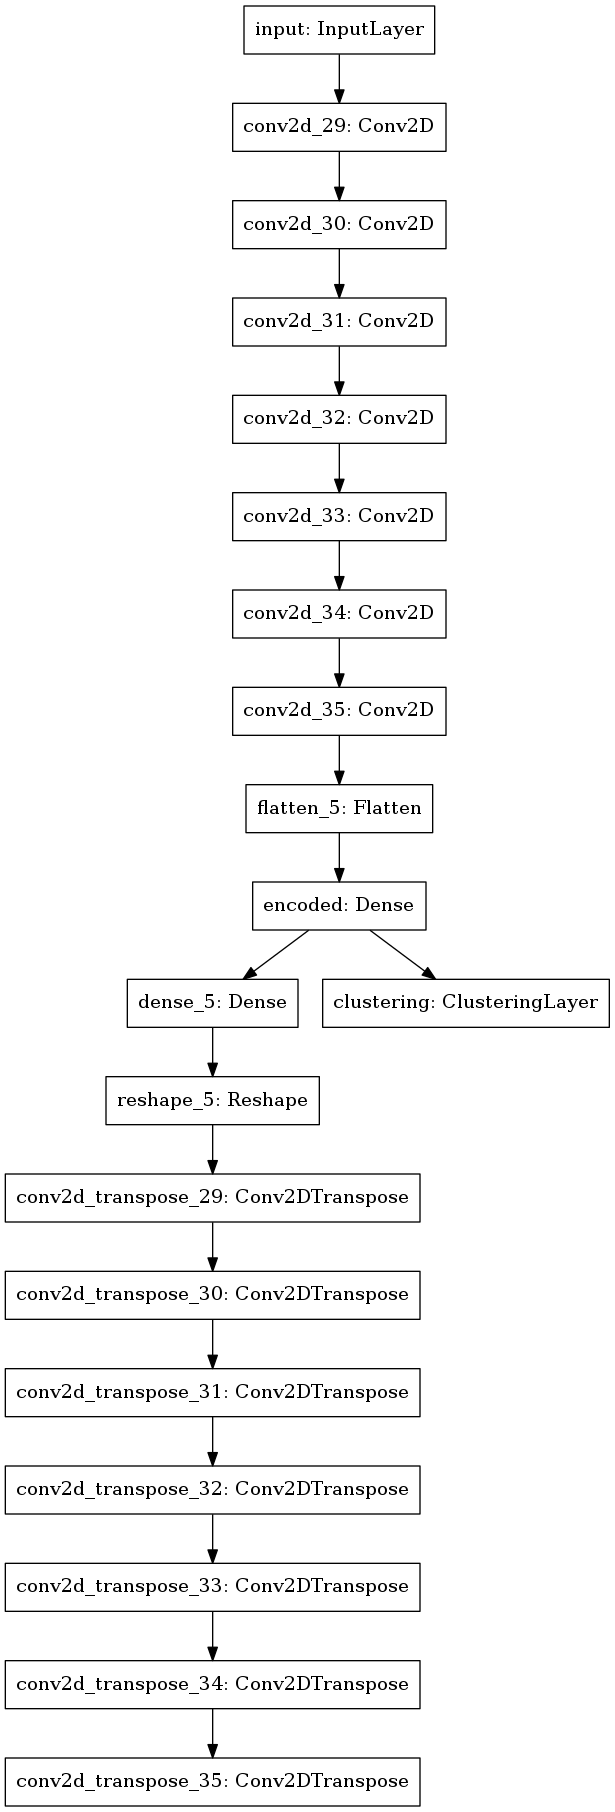 input: InputLayer
conv2d_29: Conv2D
conv2d_30: Conv2D
conv2d_31: Conv2D
conv2d_32: Conv2D
conv2d_33: Conv2D
conv2d_34: Conv2D
conv2d_35: Conv2D
flatten_5: Flatten
encoded: Dense
dense_5: Dense
clustering: ClusteringLayer
reshape_5: Reshape
conv2d_transpose_29: Conv2DTranspose
conv2d_transpose_30: Conv2DTranspose
conv2d_transpose_31: Conv2DTranspose
conv2d_transpose_32: Conv2DTranspose
conv2d_transpose_33: Conv2DTranspose
conv2d_transpose_34: Conv2DTranspose
conv2d_transpose_35: Conv2DTranspose